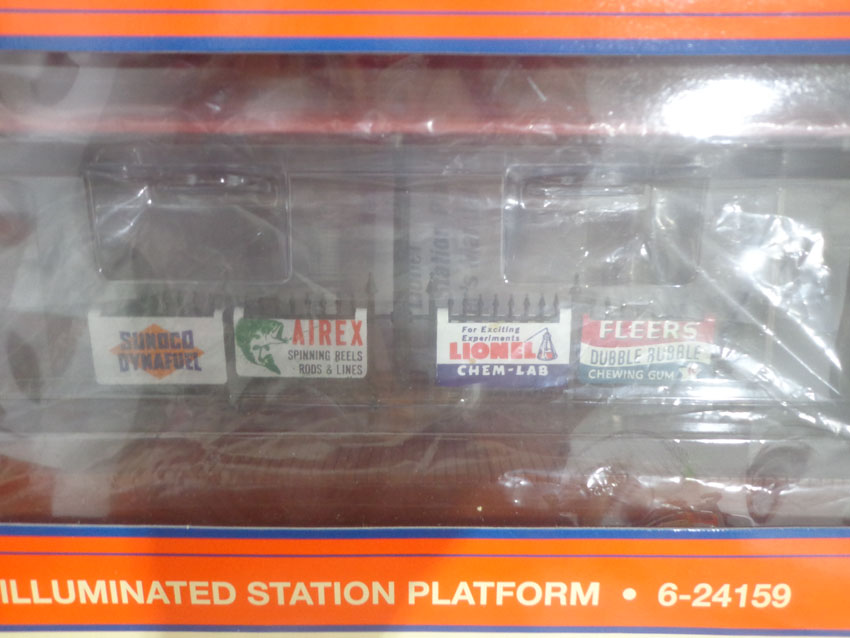 SUNOCO
DYNAFUEL
AIREX
SPINNING REELS
RODS & LINES
For Exciting
Experiments
LIONEL
CHEM-LAB
FLEERS
DUBBLE BUBBLE
CHEWING GUM
Station
ILLUMINATED STATION PLATFORM • 6-24159